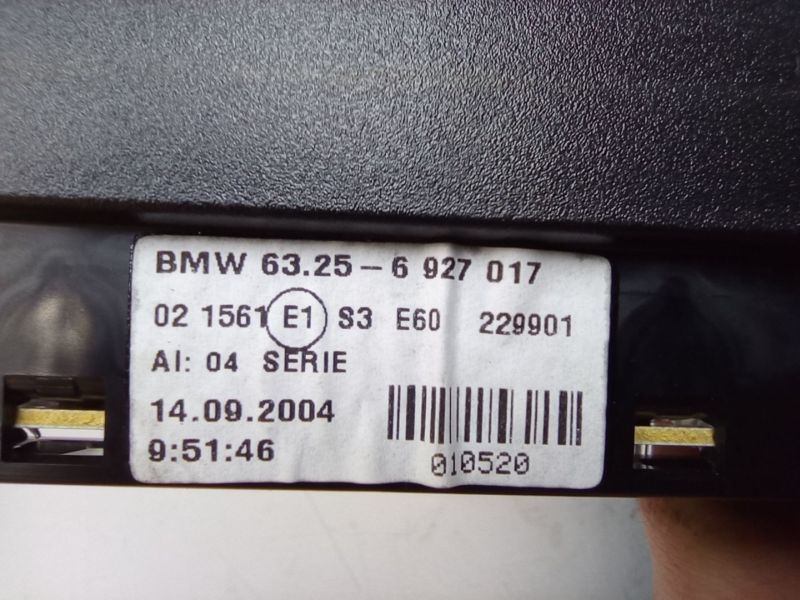 BMW 63.25-6 927 017
02 1561 E1 S3 E60 229901
AI: 04 SERIE
14.09.2004
9:51:46
010520